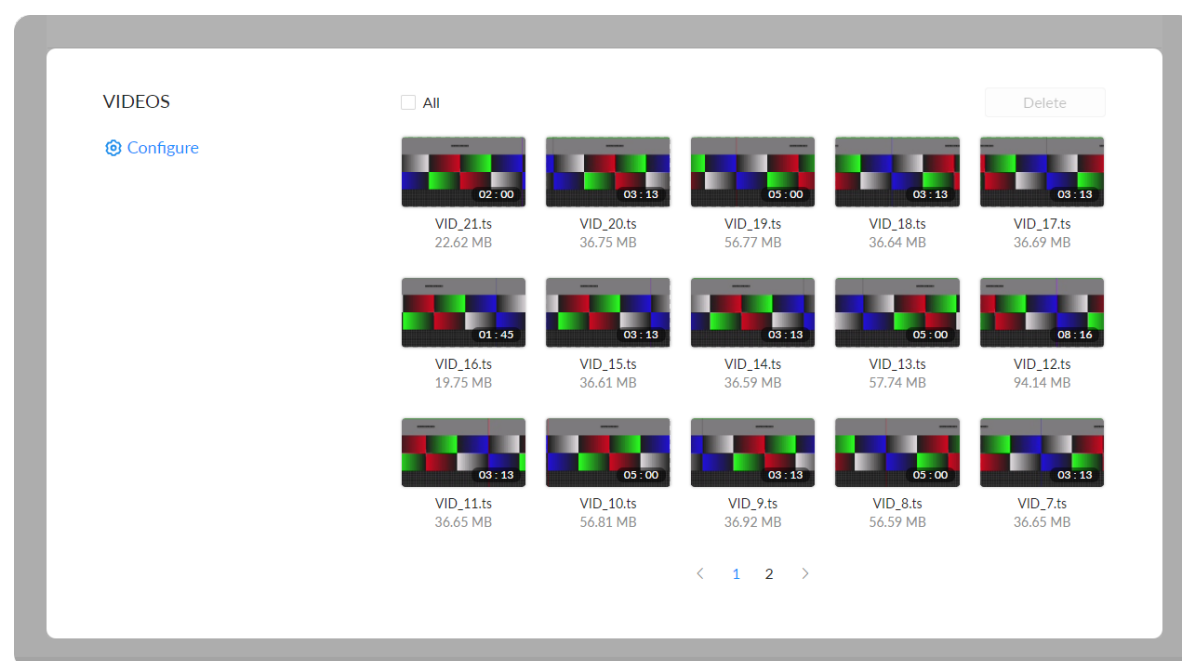 VIDEOS
All
Delete
Configure
02 : 00
03 : 13
05 : 00
03 : 13
03 : 13
VID_21.ts
VID_20.ts
VID_19.ts
VID_18.ts
VID_17.ts
22.62 MB
36.75 MB
56.77 MB
36.64 MB
36.69 MB
01 : 45
03 : 13
03 : 13
05 : 00
08 : 16
VID_16.ts
VID_15.ts
VID_14.ts
VID_13.ts
VID_12.ts
19.75 MB
36.61 MB
36.59 MB
57.74 MB
94.14 MB
03 : 13
05 : 00
03 : 13
05 : 00
03 : 13
VID_11.ts
VID_10.ts
VID_9.ts
VID_8.ts
VID_7.ts
36.65 MB
56.81 MB
36.92 MB
56.59 MB
36.65 MB
< 1 2 >